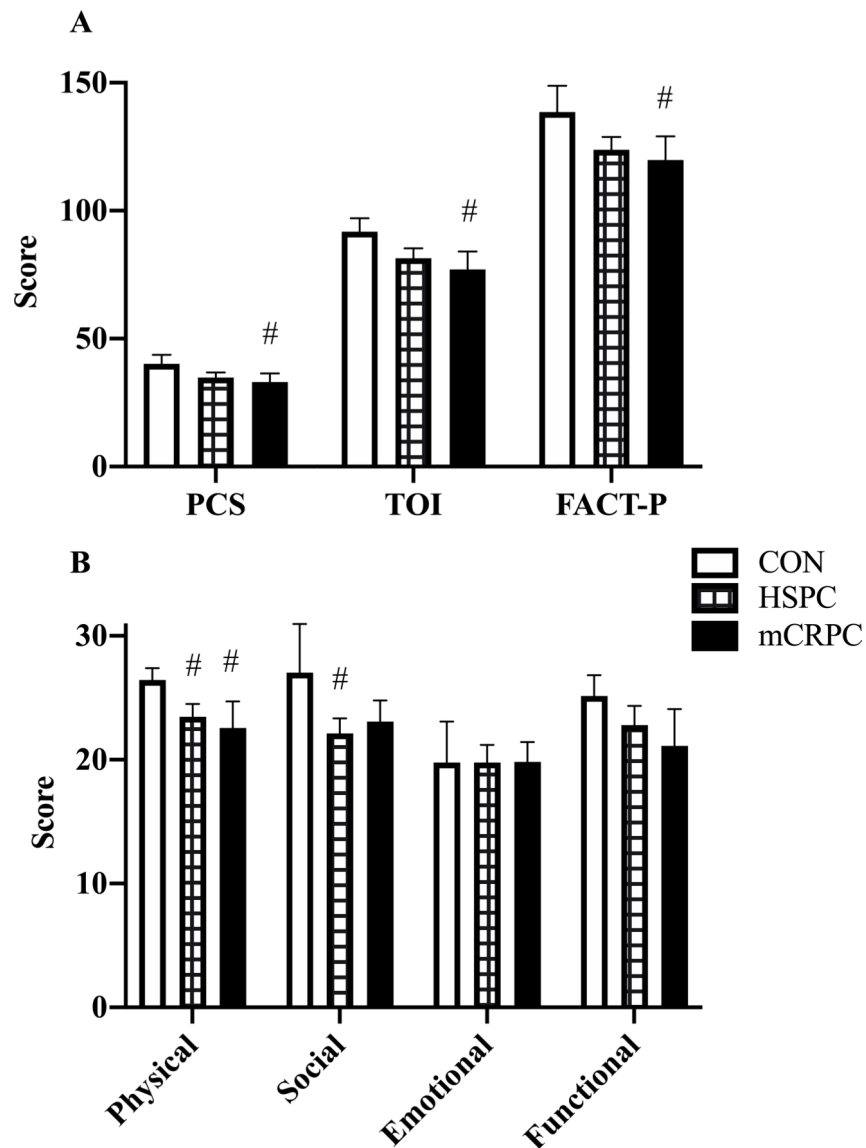 A
150
#
#
100
Score
#
50
0
PCS TOI FACT-P
B
CON
HSPC
mCRPC
30
# #
#
20
Score
10
0
Physical Social Emotional Functional